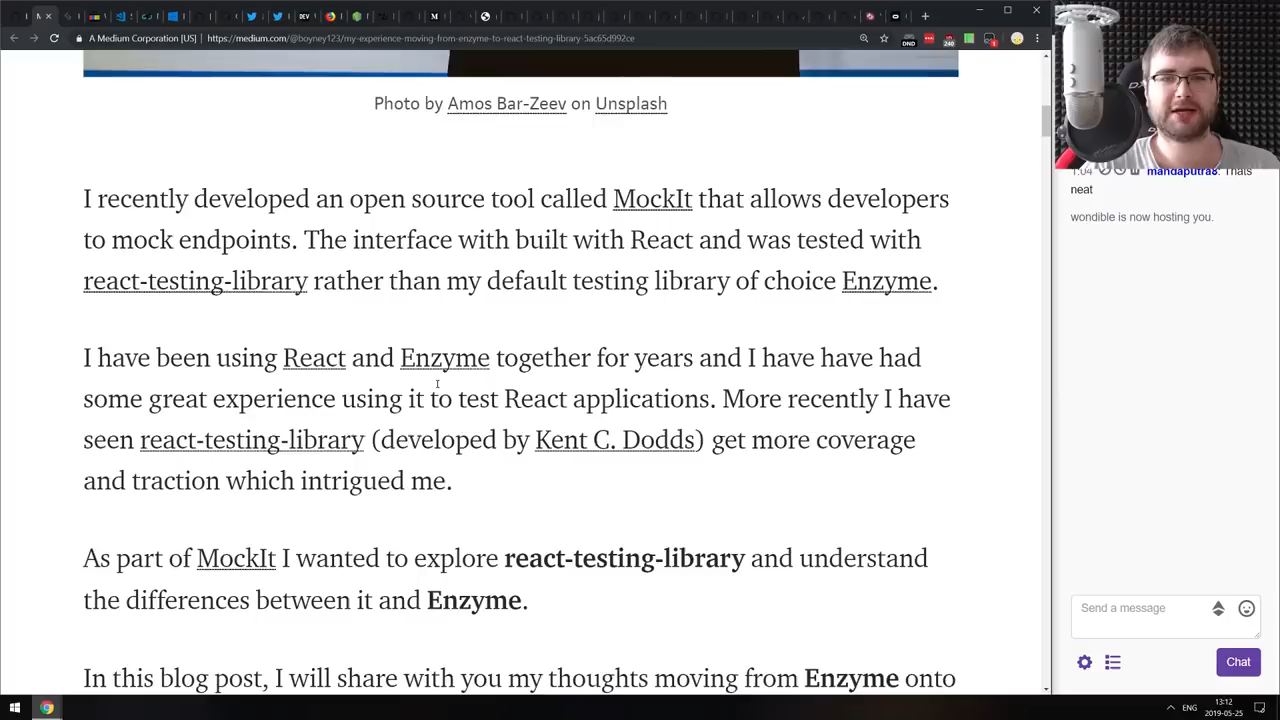 DEV
M
A Medium Corporation [US]
https://medium.com/@boyney123/my-experience-moving-from-enzyme-to-react-testing-library-5ac65d992ce
DND
240
Photo by Amos Bar-Zeev on Unsplash
I recently developed an open source tool called MockIt that allows developers
to mock endpoints. The interface with built with React and was tested with
react-testing-library rather than my default testing library of choice Enzyme.
I have been using React and Enzyme together for years and I have have had
some great experience using it to test React applications. More recently I have
seen react-testing-library (developed by Kent C. Dodds) get more coverage
and traction which intrigued me.
As part of MockIt I wanted to explore react-testing-library and understand
the differences between it and Enzyme.
In this blog post, I will share with you my thoughts moving from Enzyme onto
1:04 mandaputra8: Thats
neat
wondible is now hosting you.
Send a message
Chat
ENG
13:12
2019-05-25